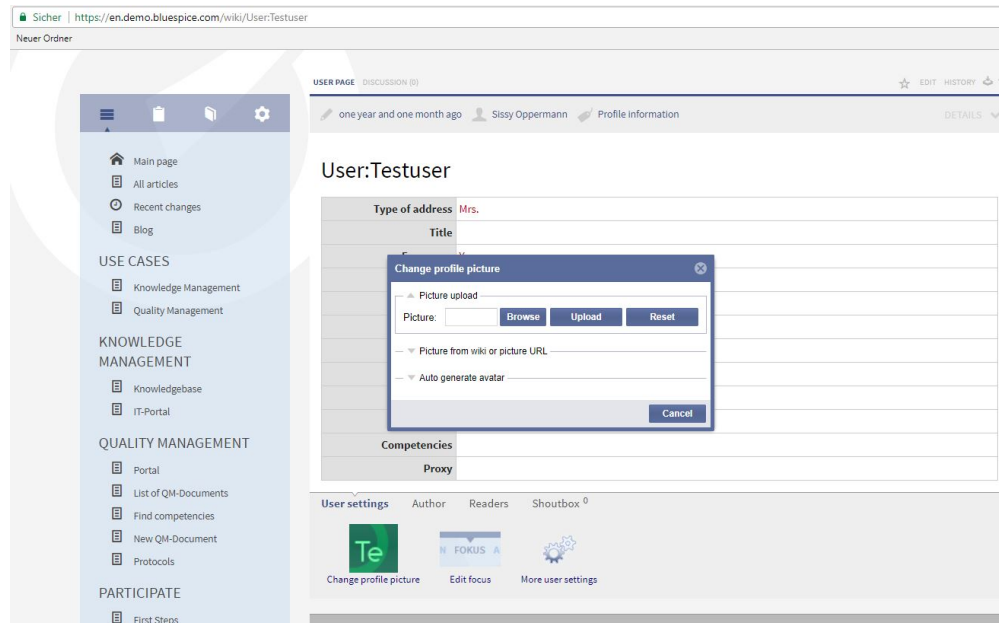 Sicher | https://en.demo.bluespice.com/wiki/User:Testuser
Neuer Ordner
USER PAGE DISCUSSION (0)
EDIT HISTORY
one year and one month ago Sissy Oppermann Profile information
DETAILS
Main page
All articles
Recent changes
Blog
USE CASES
Knowledge Management
Quality Management
KNOWLEDGE
MANAGEMENT
Knowledgebase
IT-Portal
QUALITY MANAGEMENT
Portal
List of QM-Documents
Find competencies
New QM-Document
Protocols
PARTICIPATE
First Steps
User:Testuser
Type of address Mrs.
Title
Change profile picture
Picture upload
Picture: Browse Upload Reset
Picture from wiki or picture URL
Auto generate avatar
Cancel
Competencies
Proxy
User settings Author Readers Shoutbox 0
Te
N FOKUS A
Change profile picture Edit focus More user settings